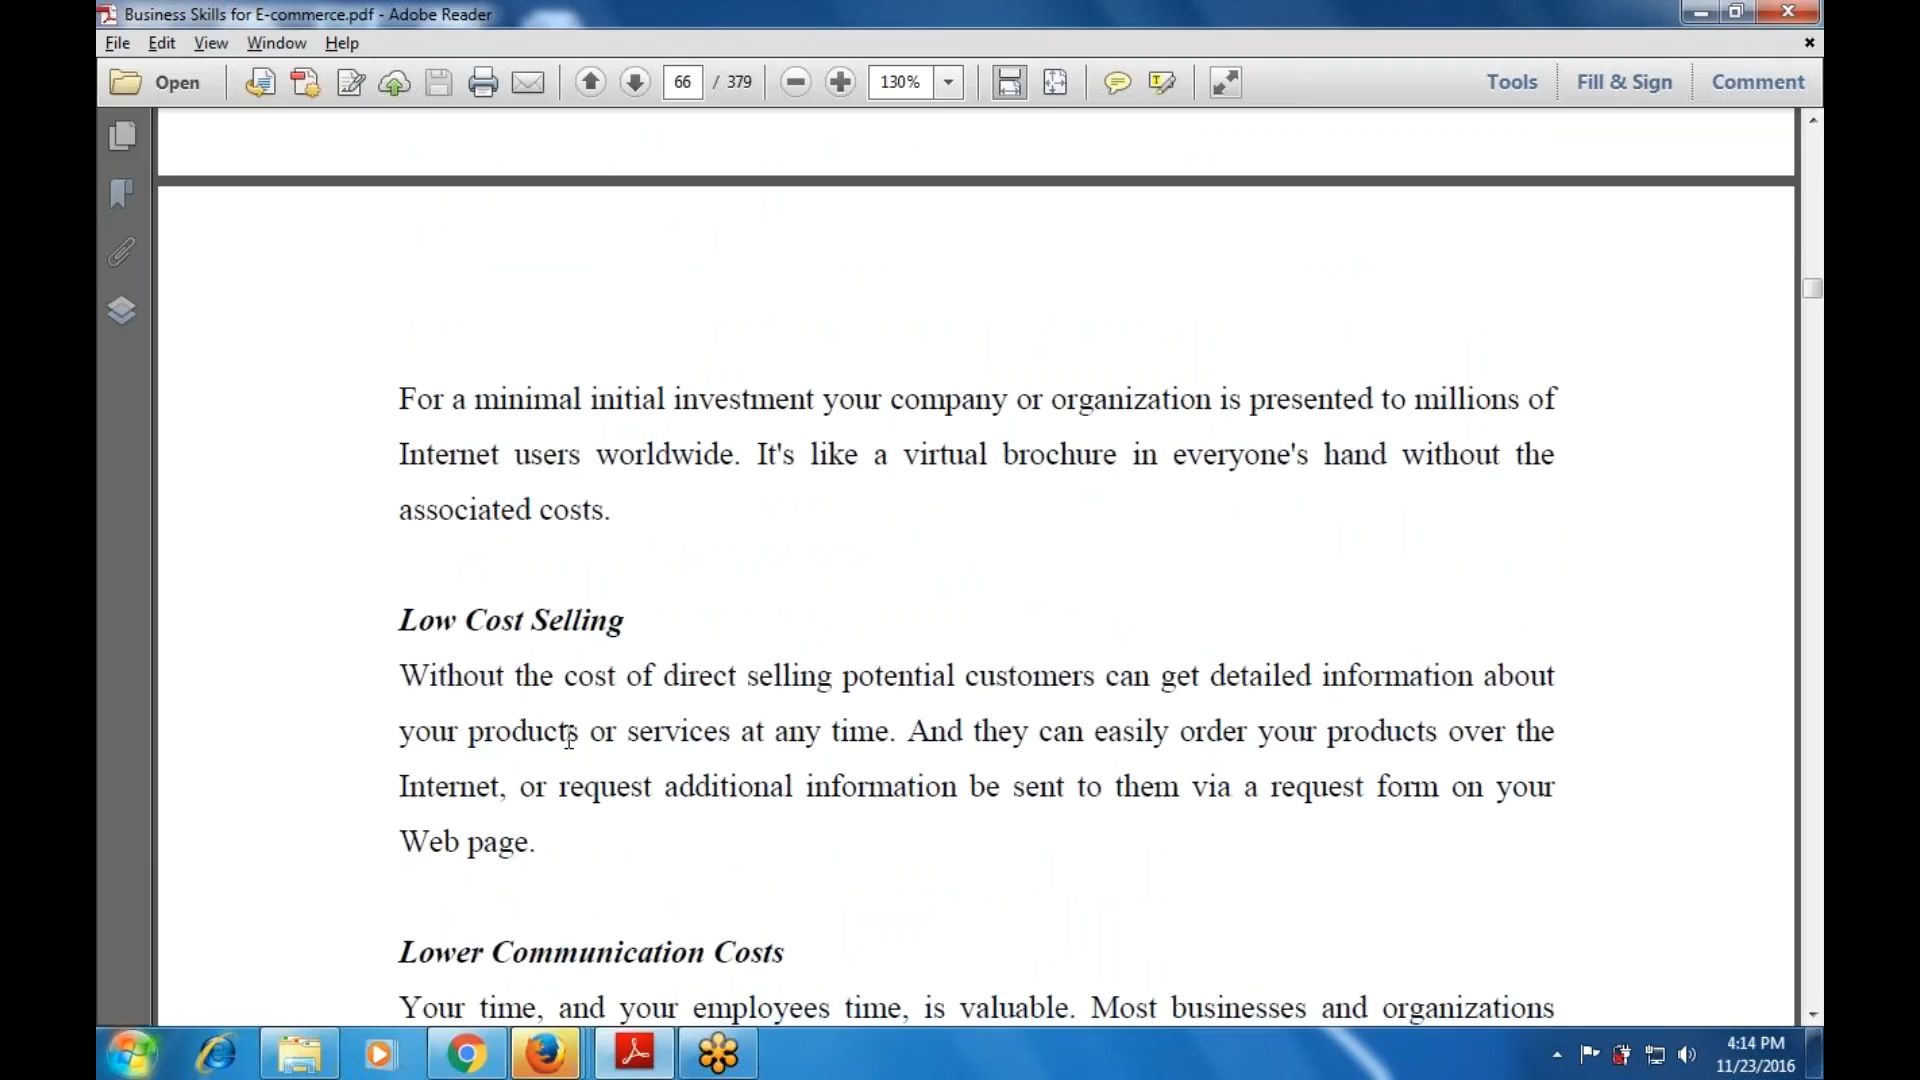 Business Skills for E-commerce.pdf - Adobe Reader
File Edit View Window Help
Open 66 / 379 130% Tools Fill & Sign Comment
For a minimal initial investment your company or organization is presented to millions of
Internet users worldwide. It's like a virtual brochure in everyone's hand without the
associated costs.
Low Cost Selling
Without the cost of direct selling potential customers can get detailed information about
your products or services at any time. And they can easily order your products over the
Internet, or request additional information be sent to them via a request form on your
Web page.
Lower Communication Costs
Your time, and your employees time, is valuable. Most businesses and organizations
4:14 PM
11/23/2016